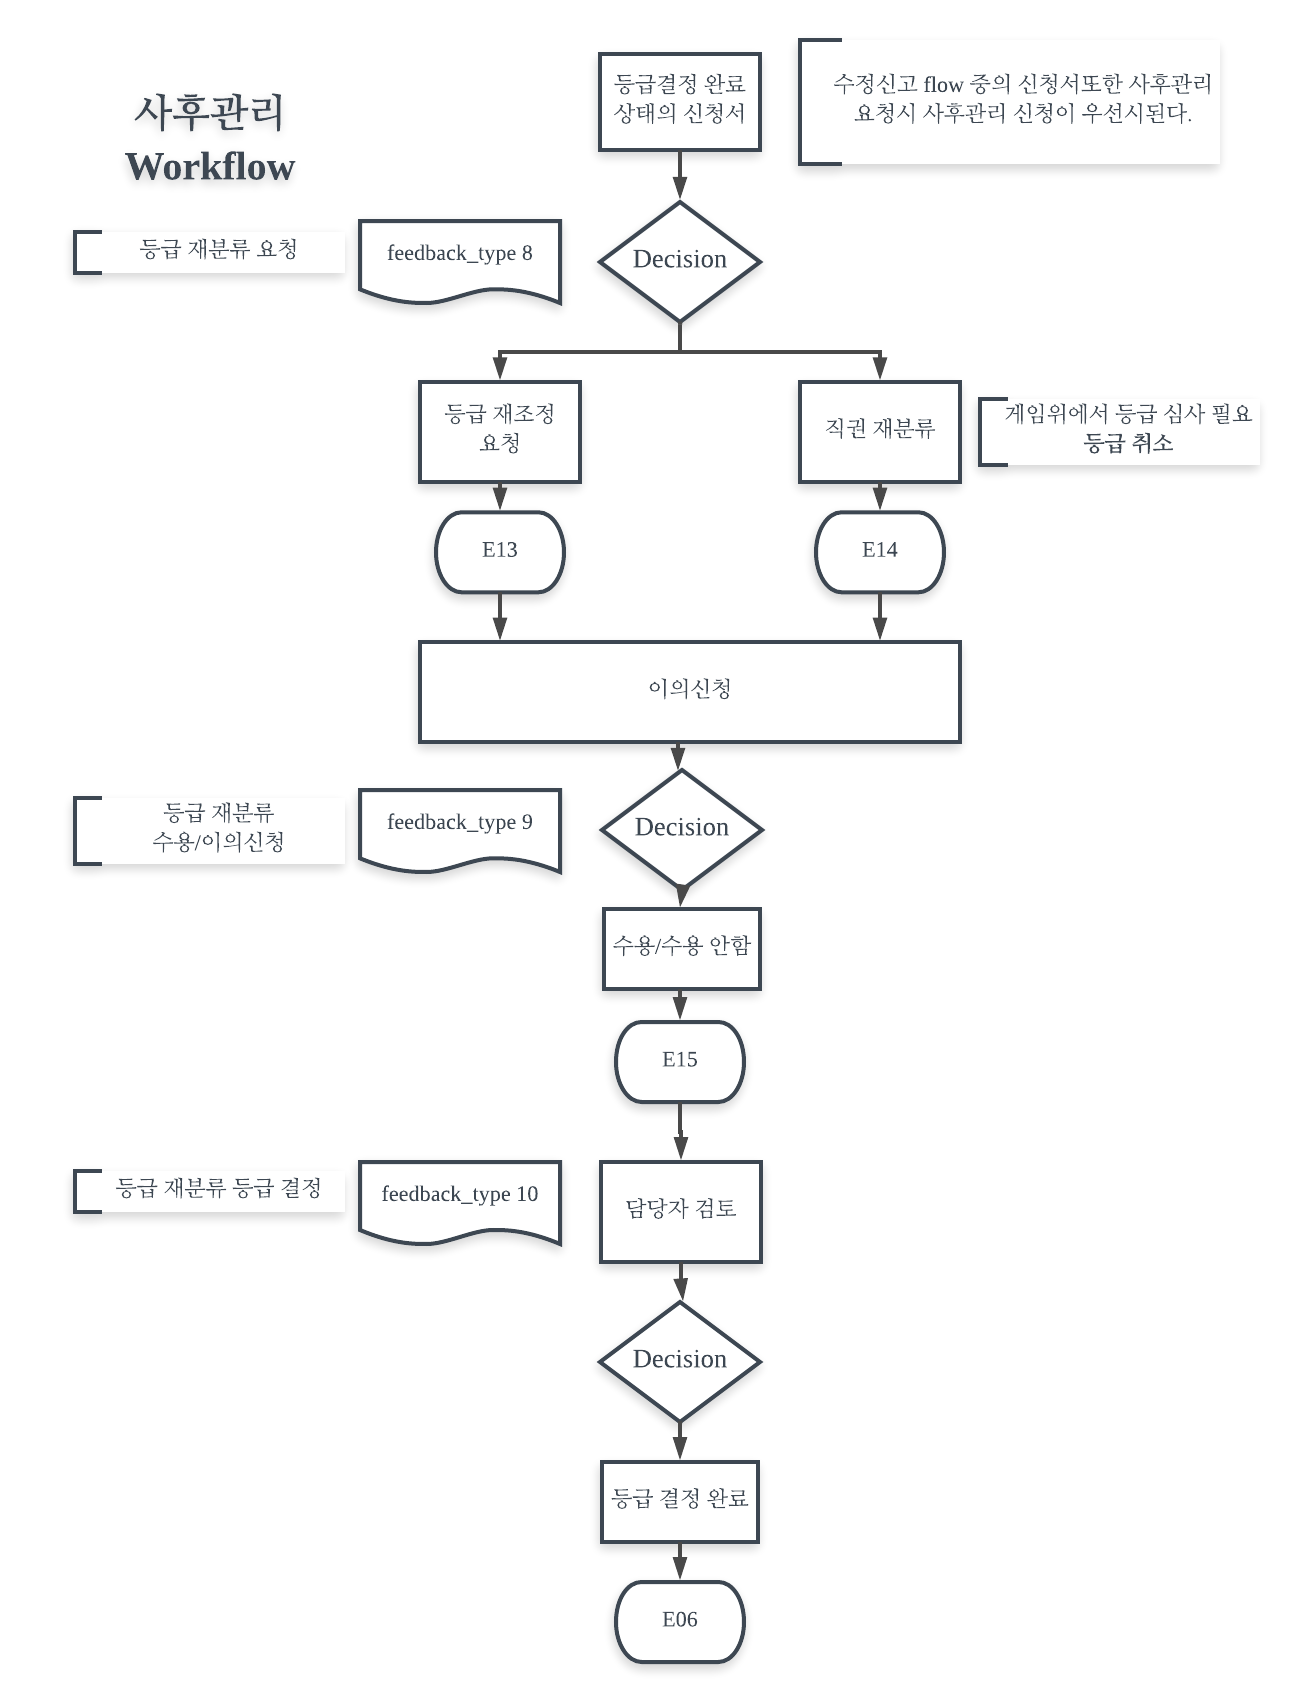 사후관리
Workflow
등급결정 완료
상태의 신청서
수정신고 flow 중의 신청서또한 사후관리
요청시 사후관리 신청이 우선시된다.
등급 재분류 요청
feedback_type 8
Decision
등급 재조정
요청
직권 재분류
게임위에서 등급 심사 필요
등급 취소
E13
E14
이의신청
등급 재분류
수용/이의신청
feedback_type 9
Decision
수용/수용 안함
E15
등급 재분류 등급 결정
feedback_type 10
담당자 검토
Decision
등급 결정 완료
E06